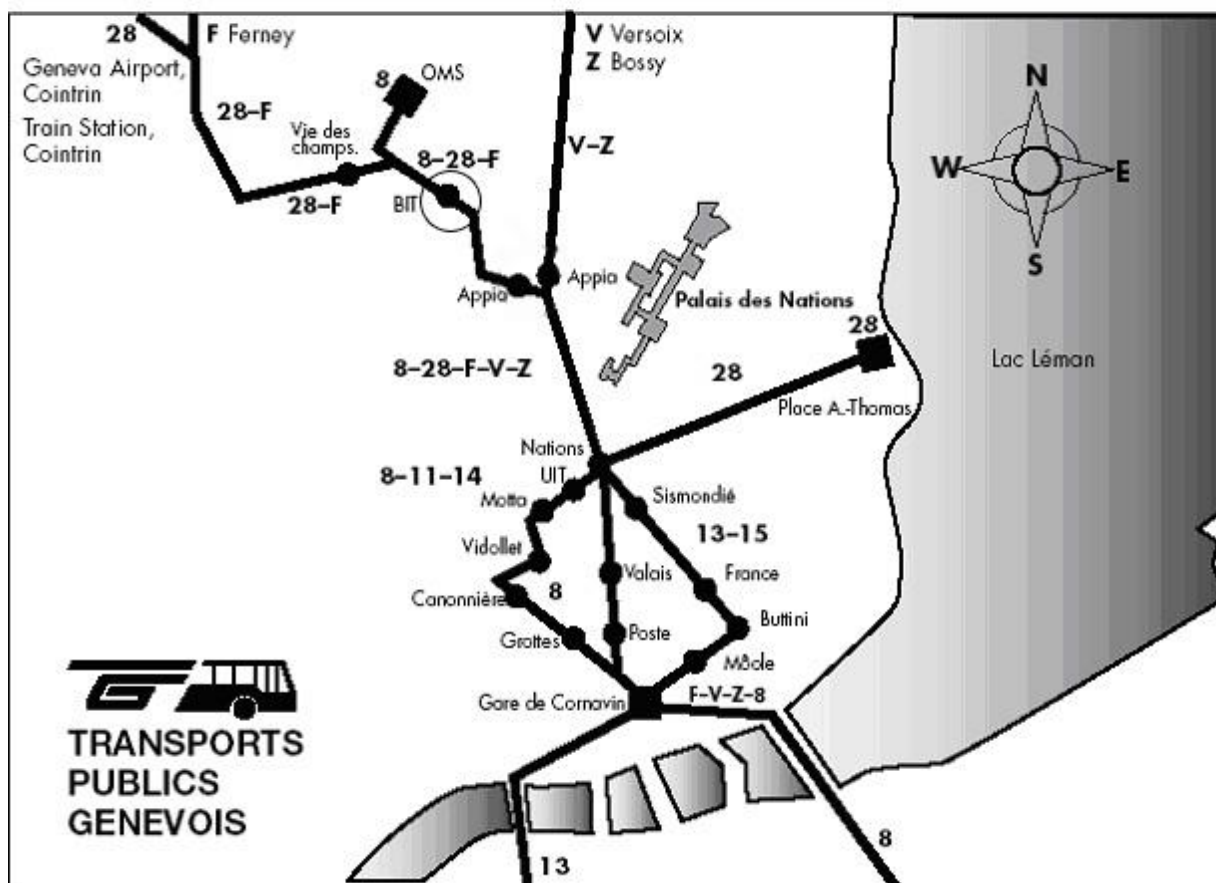 28
F Ferney
Geneva Airport,
Cointrin
Train Station,
Cointrin
28-F
8
OMS
Vie des
champs.
8-28-F
28-F
BIT
V Versoix
Z Bossy
V-Z
Appia
Appia
Palais des Nations
28
Place A.-Thomas
28
8-28-F-V-Z
N
W
E
S
Lac Léman
Nations
UIT
8-11-14
Motta
Sismondié
13-15
Vidollet
Valais
France
8
Canonnière
Grottes
Poste
Buttini
Môole
Gare de Cornavin
F-V-Z-8
TG
TRANSPORTS
PUBLICS
GENEVOIS
13
8